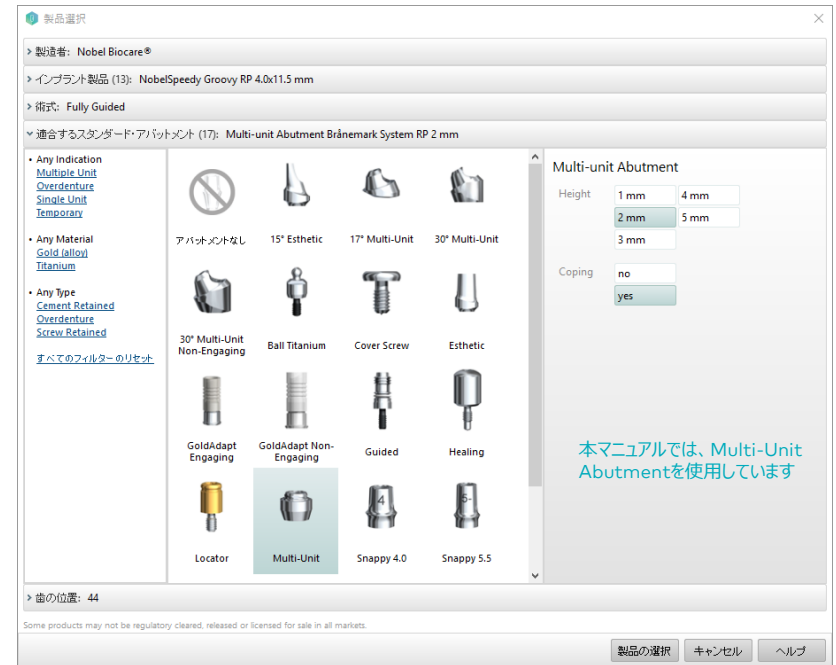 製品選択
製造者: Nobel Biocare®
インプラント製品 (13): NobelSpeedy Groovy RP 4.0x11.5 mm
術式: Fully Guided
適合するスタンダード・アバットメント (17): Multi-unit Abutment Brånemark System RP 2 mm
• Any Indication
Multiple Unit
Overdenture
Single Unit
Temporary
• Any Material
Gold (alloy)
Titanium
• Any Type
Cement Retained
Overdenture
Screw Retained
すべてのフィルターのリセット
アバットメントなし
15° Esthetic
17° Multi-Unit
30° Multi-Unit
30° Multi-Unit
Non-Engaging
Ball Titanium
Cover Screw
Esthetic
GoldAdapt
Engaging
GoldAdapt Non-
Engaging
Guided
Healing
4
5-
Locator
Multi-Unit
Snappy 4.0
Snappy 5.5
Multi-unit Abutment
Height
1 mm
4 mm
2 mm
5 mm
3 mm
Coping
no
yes
本マニュアルでは、Multi-Unit
Abutmentを使用しています
歯の位置: 44
Some products may not be regulatory cleared, released or licensed for sale in all markets.
製品の選択
キャンセル
ヘルプ